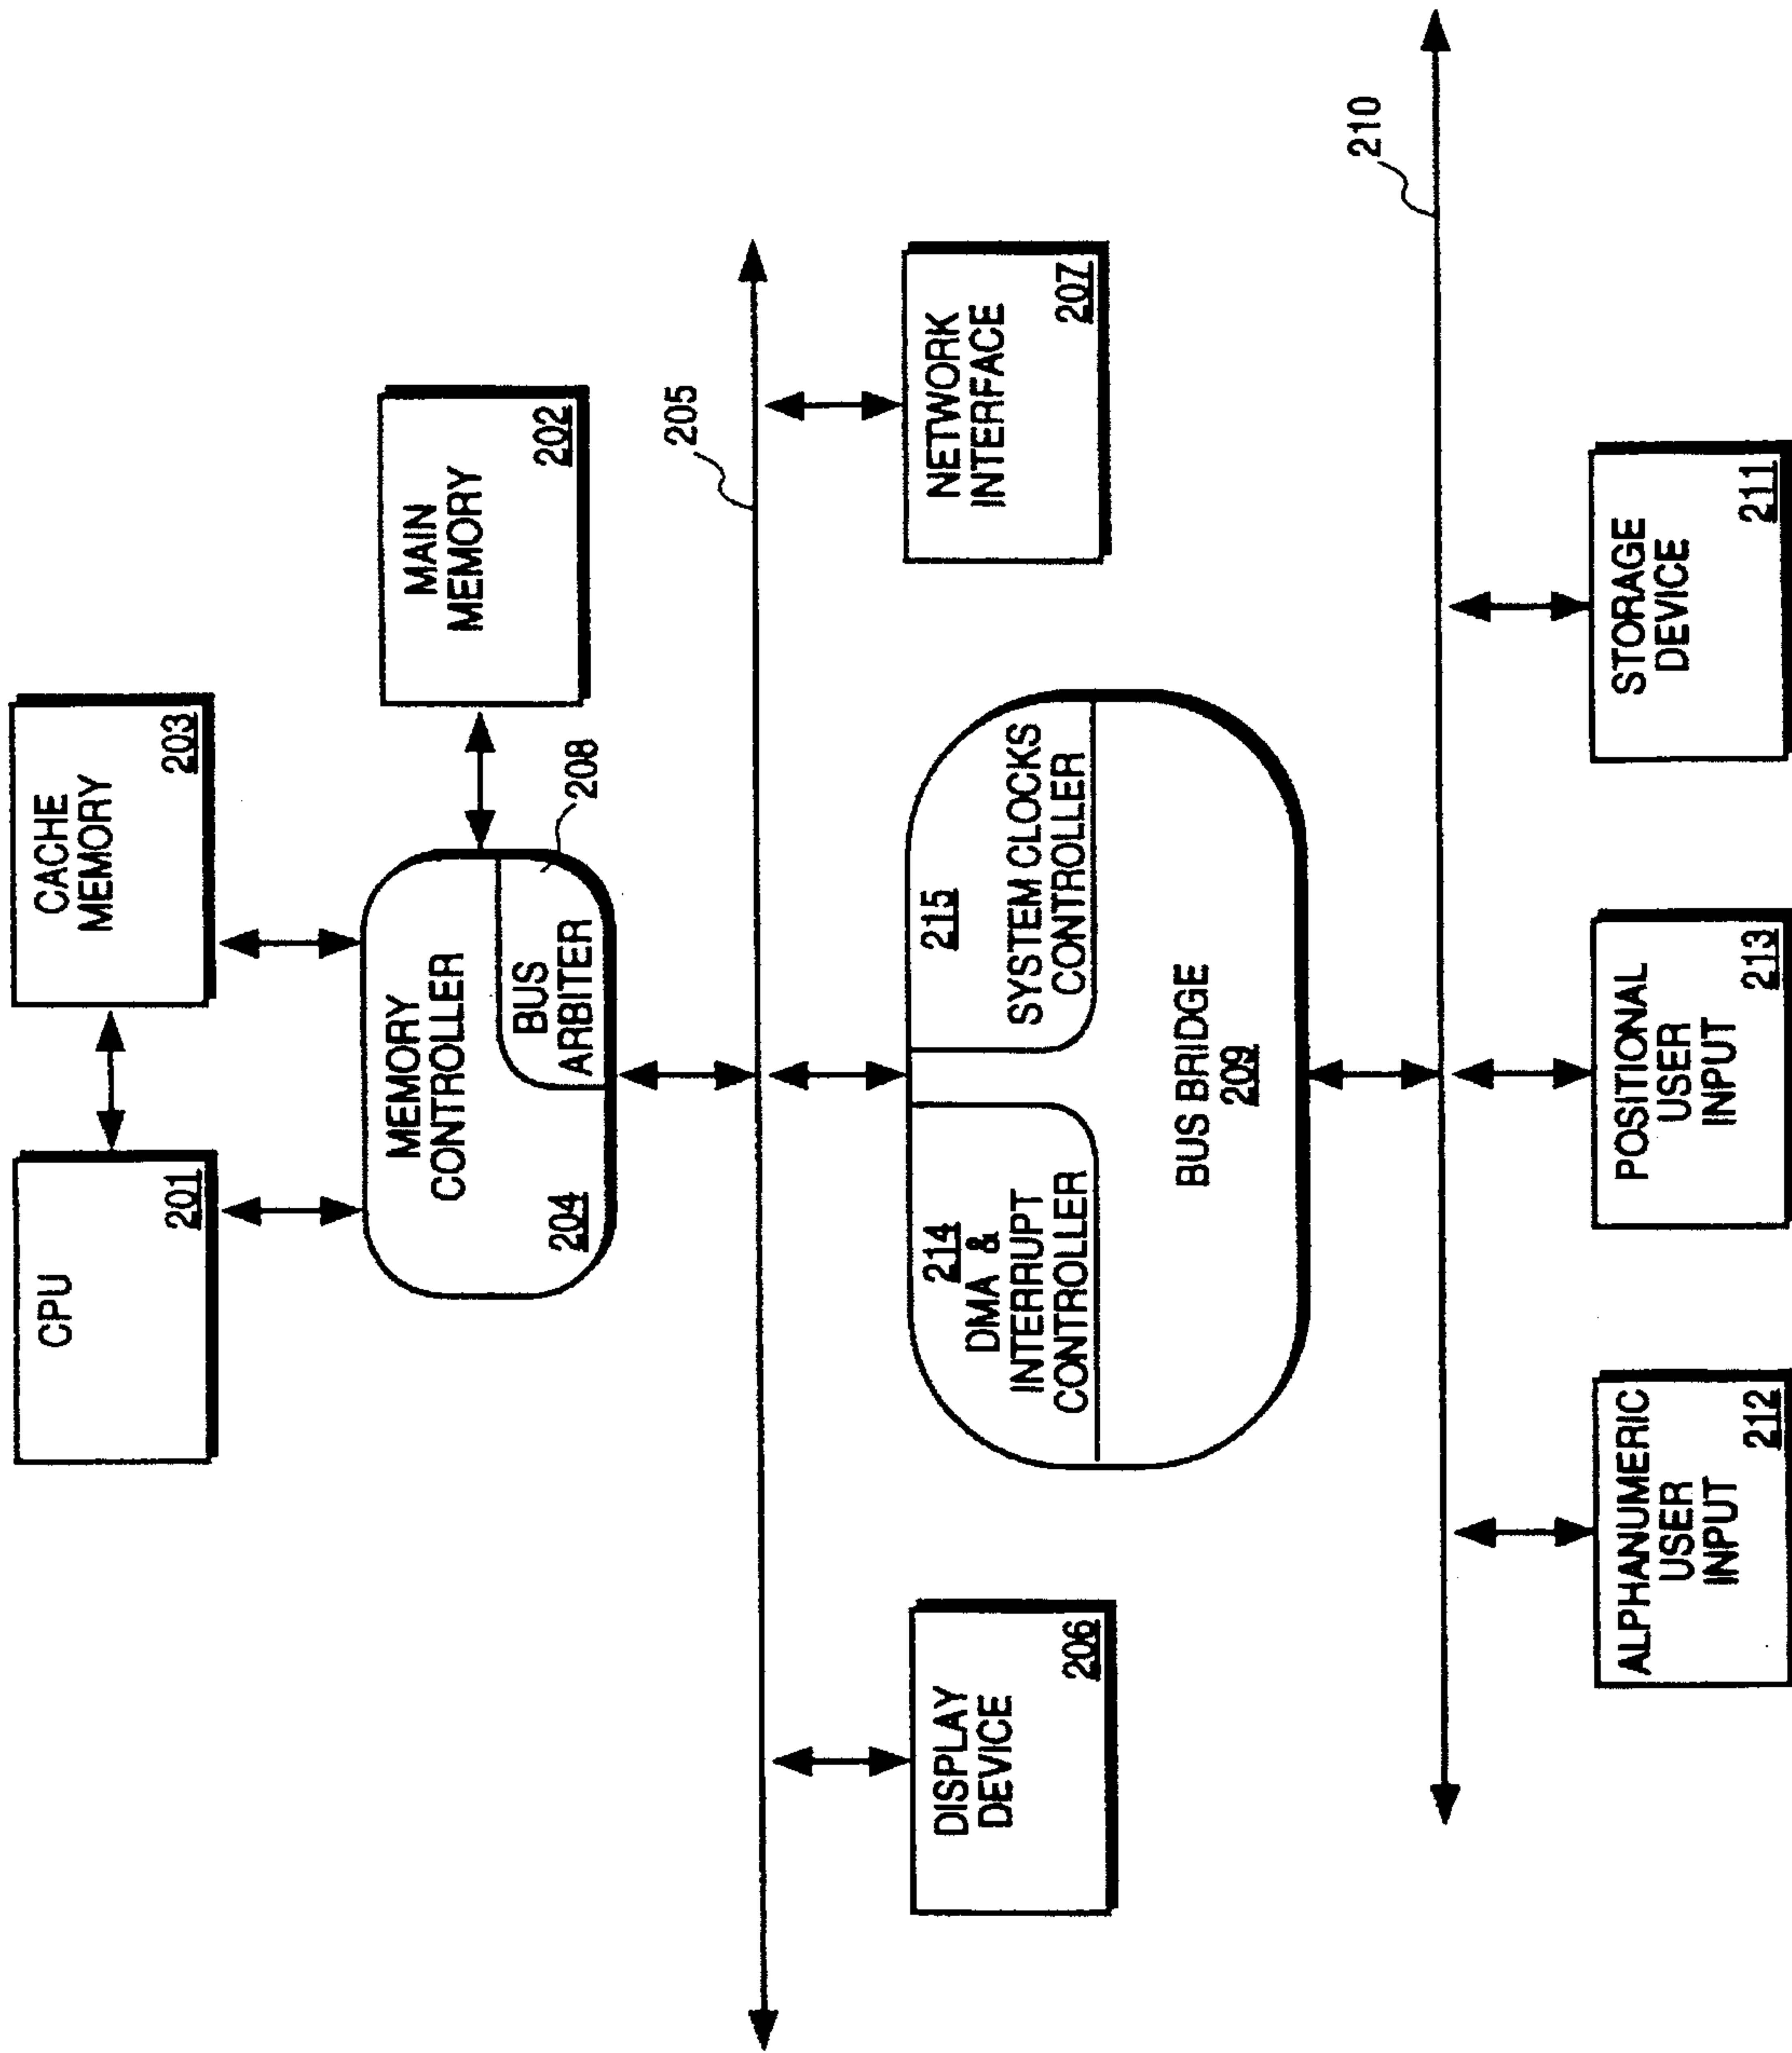 CPU
201
CACHE
MEMORY
203
MEMORY
CONTROLLER
204
BUS
ARBITER
208
MAIN
MEMORY
202
205
DISPLAY
DEVICE
206
214
DMA &
INTERRUPT
CONTROLLER
215
SYSTEM CLOCKS
CONTROLLER
BUS BRIDGE
209
NETWORK
INTERFACE
207
210
ALPHANUMERIC
USER
INPUT
212
POSITIONAL
USER
INPUT
213
STORAGE
DEVICE
211